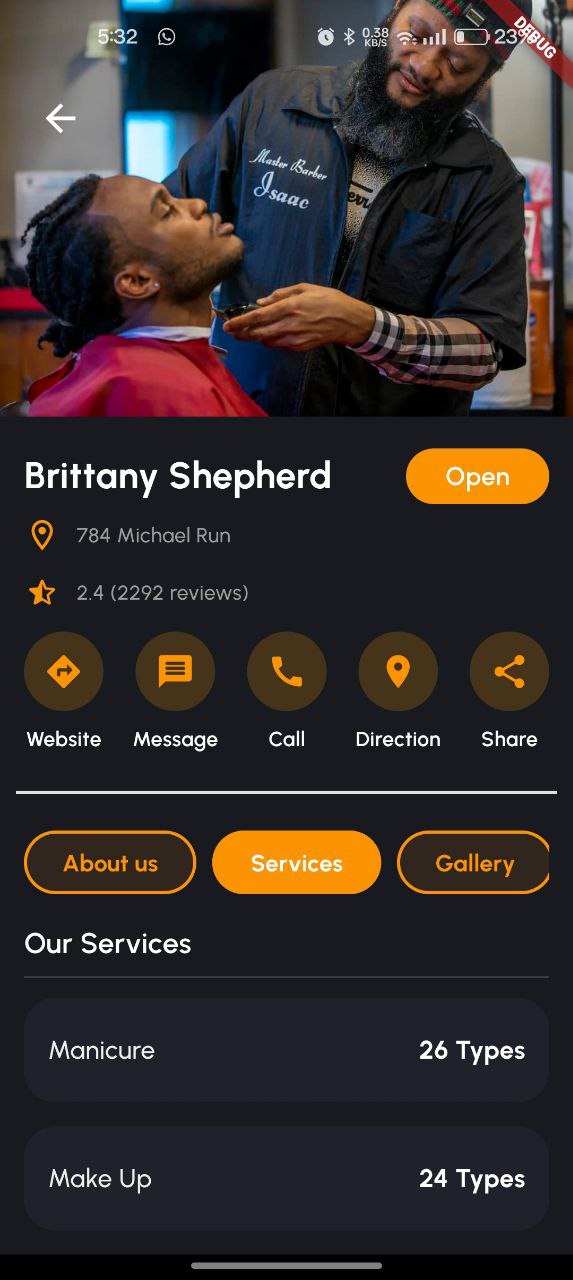 5:32
0.38
KB/S
DEBUG
Master Barber
Isaac
Brittany Shepherd
Open
784 Michael Run
2.4 (2292 reviews)
Website
Message
Call
Direction
Share
About us
Services
Gallery
Our Services
Manicure
26 Types
Make Up
24 Types